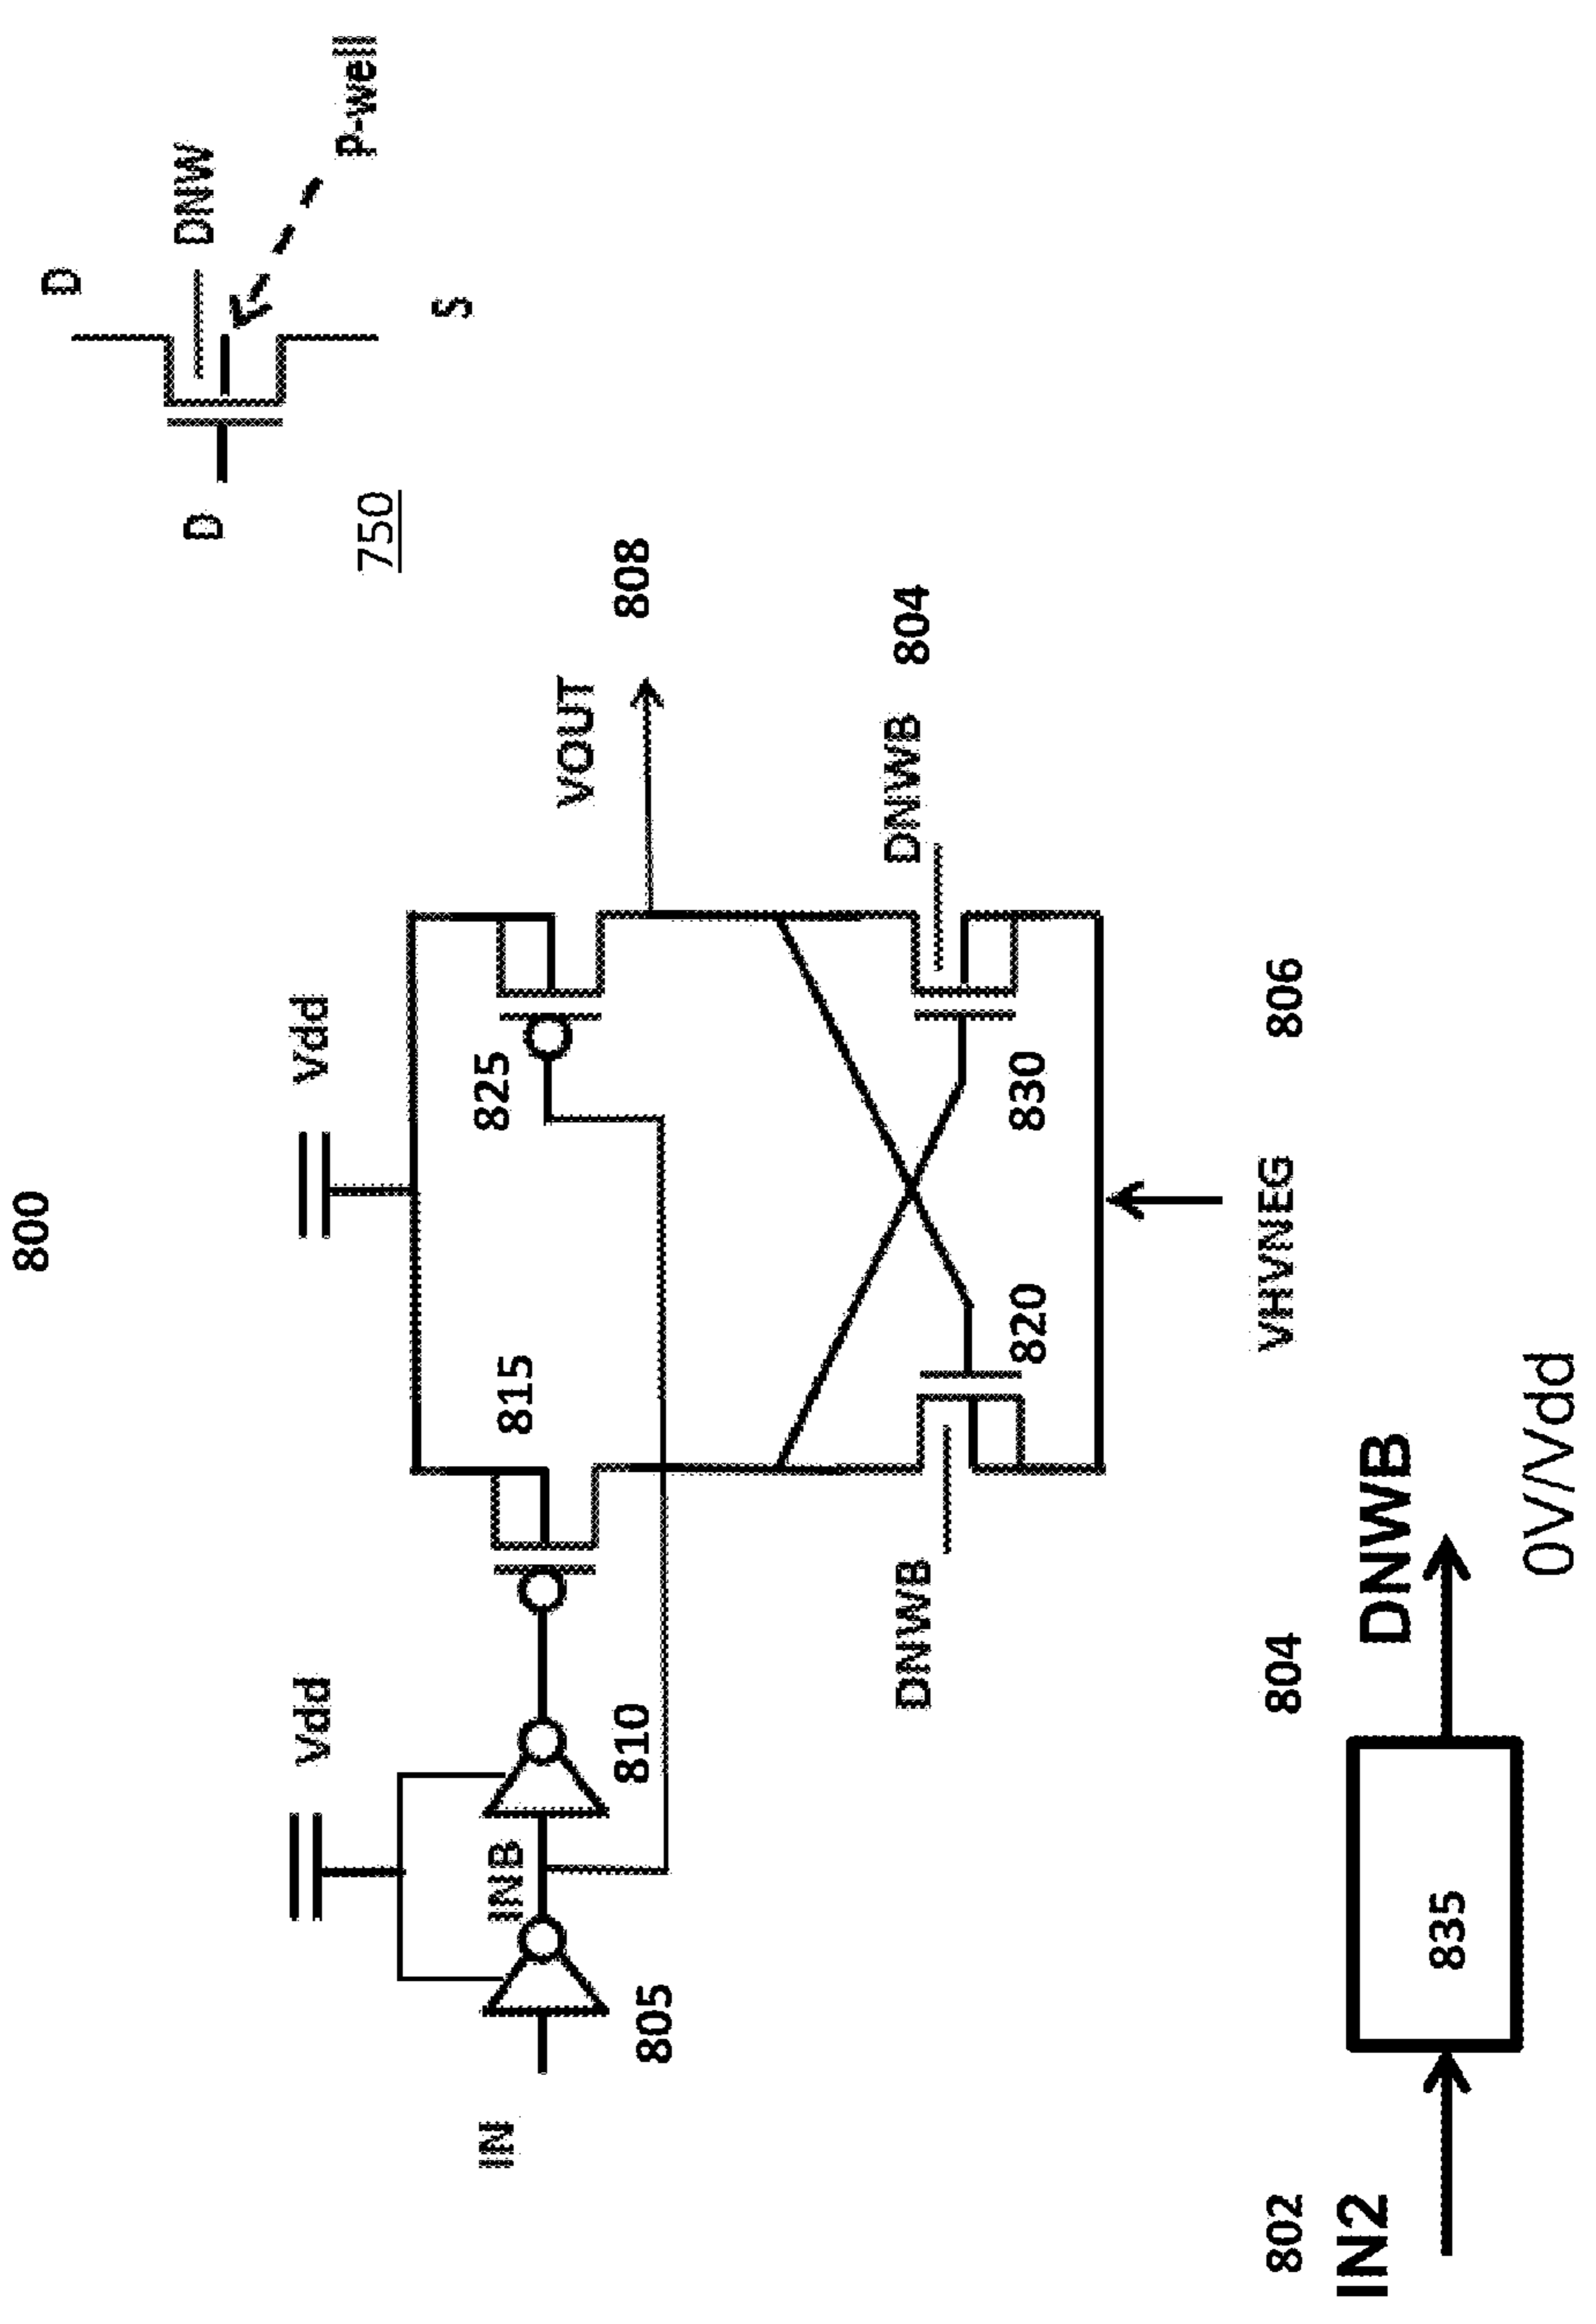 800
Vdd
Vdd
815
825
VOUT
808
IN
INB
805
810
DNWB
820
830
DNWB
804
VHVNEG
806
D
D
DNW
P-well
S
750
802
IN2
835
804
DNWB
0V/Vdd